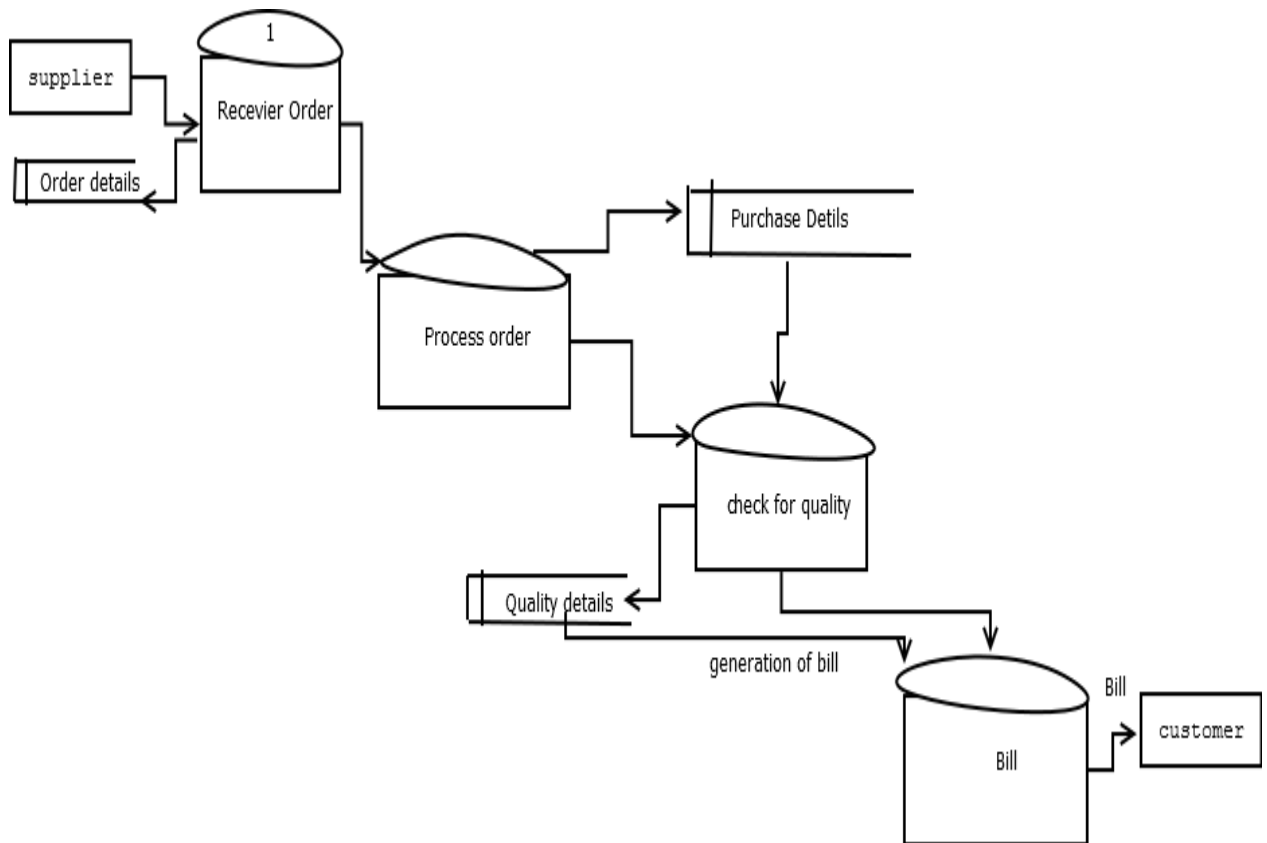 1
supplier
Recevier Order
Order details
Purchase Detils
Process order
check for quality
Quality details
generation of bill
Bill
customer
Bill